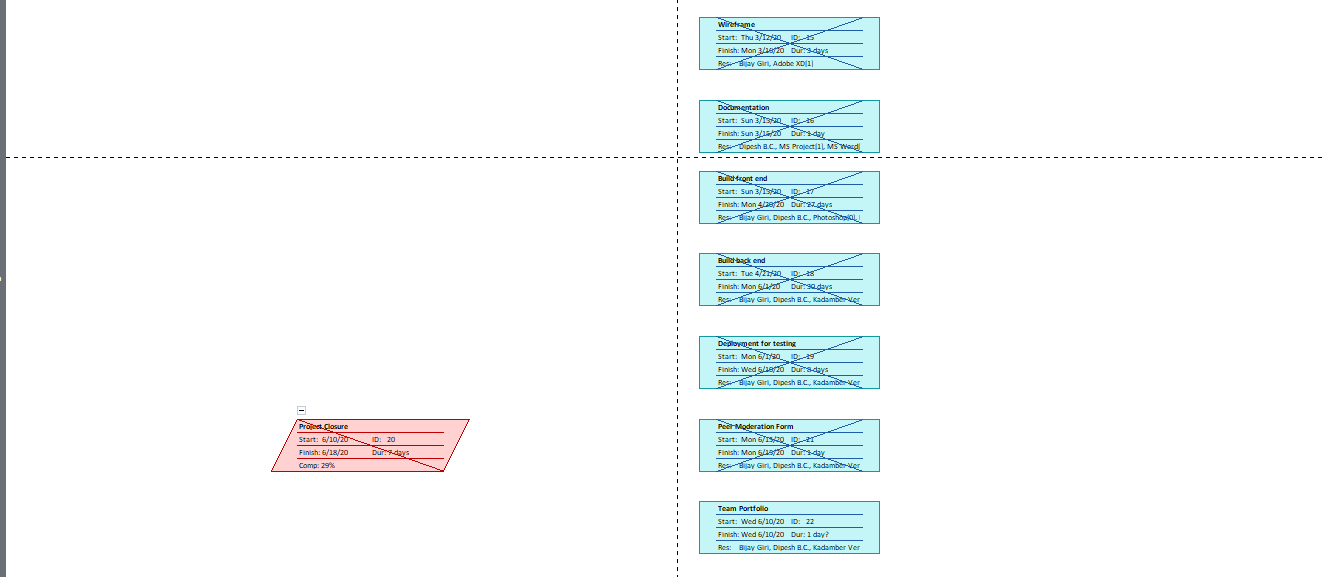 Wireframe
Start: Thu 3/12/20 ID: 15
Finish: Mon 3/16/20 Dur: 3 days
Res: Bijay Giri, Adobe XD[1]
Documentation
Start: Sun 3/15/20 ID: 16
Finish: Sun 3/15/20 Dur: 1 day
Res: Dipesh B.C., MS Project[1], MS Word[
Build front end
Start: Sun 3/15/20 ID: 17
Finish: Mon 4/20/20 Dur: 27 days
Res: Bijay Giri, Dipesh B.C., Photoshop[0],
Build back end
Start: Tue 4/21/20 ID: 18
Finish: Mon 6/1/20 Dur: 30 days
Res: Bijay Giri, Dipesh B.C., Kadamber Ver
Deployment for testing
Start: Mon 6/1/20 ID: 19
Finish: Wed 6/10/20 Dur: 8 days
Res: Bijay Giri, Dipesh B.C., Kadamber Ver
Project Closure
Start: 6/10/20 ID: 20
Finish: 6/18/20 Dur: 7 days
Comp: 29%
Peer Moderation Form
Start: Mon 6/15/20 ID: 21
Finish: Mon 6/15/20 Dur: 1 day
Res: Bijay Giri, Dipesh B.C., Kadamber Ver
Team Portfolio
Start: Wed 6/10/20 ID: 22
Finish: Wed 6/10/20 Dur: 1 day?
Res: Bijay Giri, Dipesh B.C., Kadamber Ver